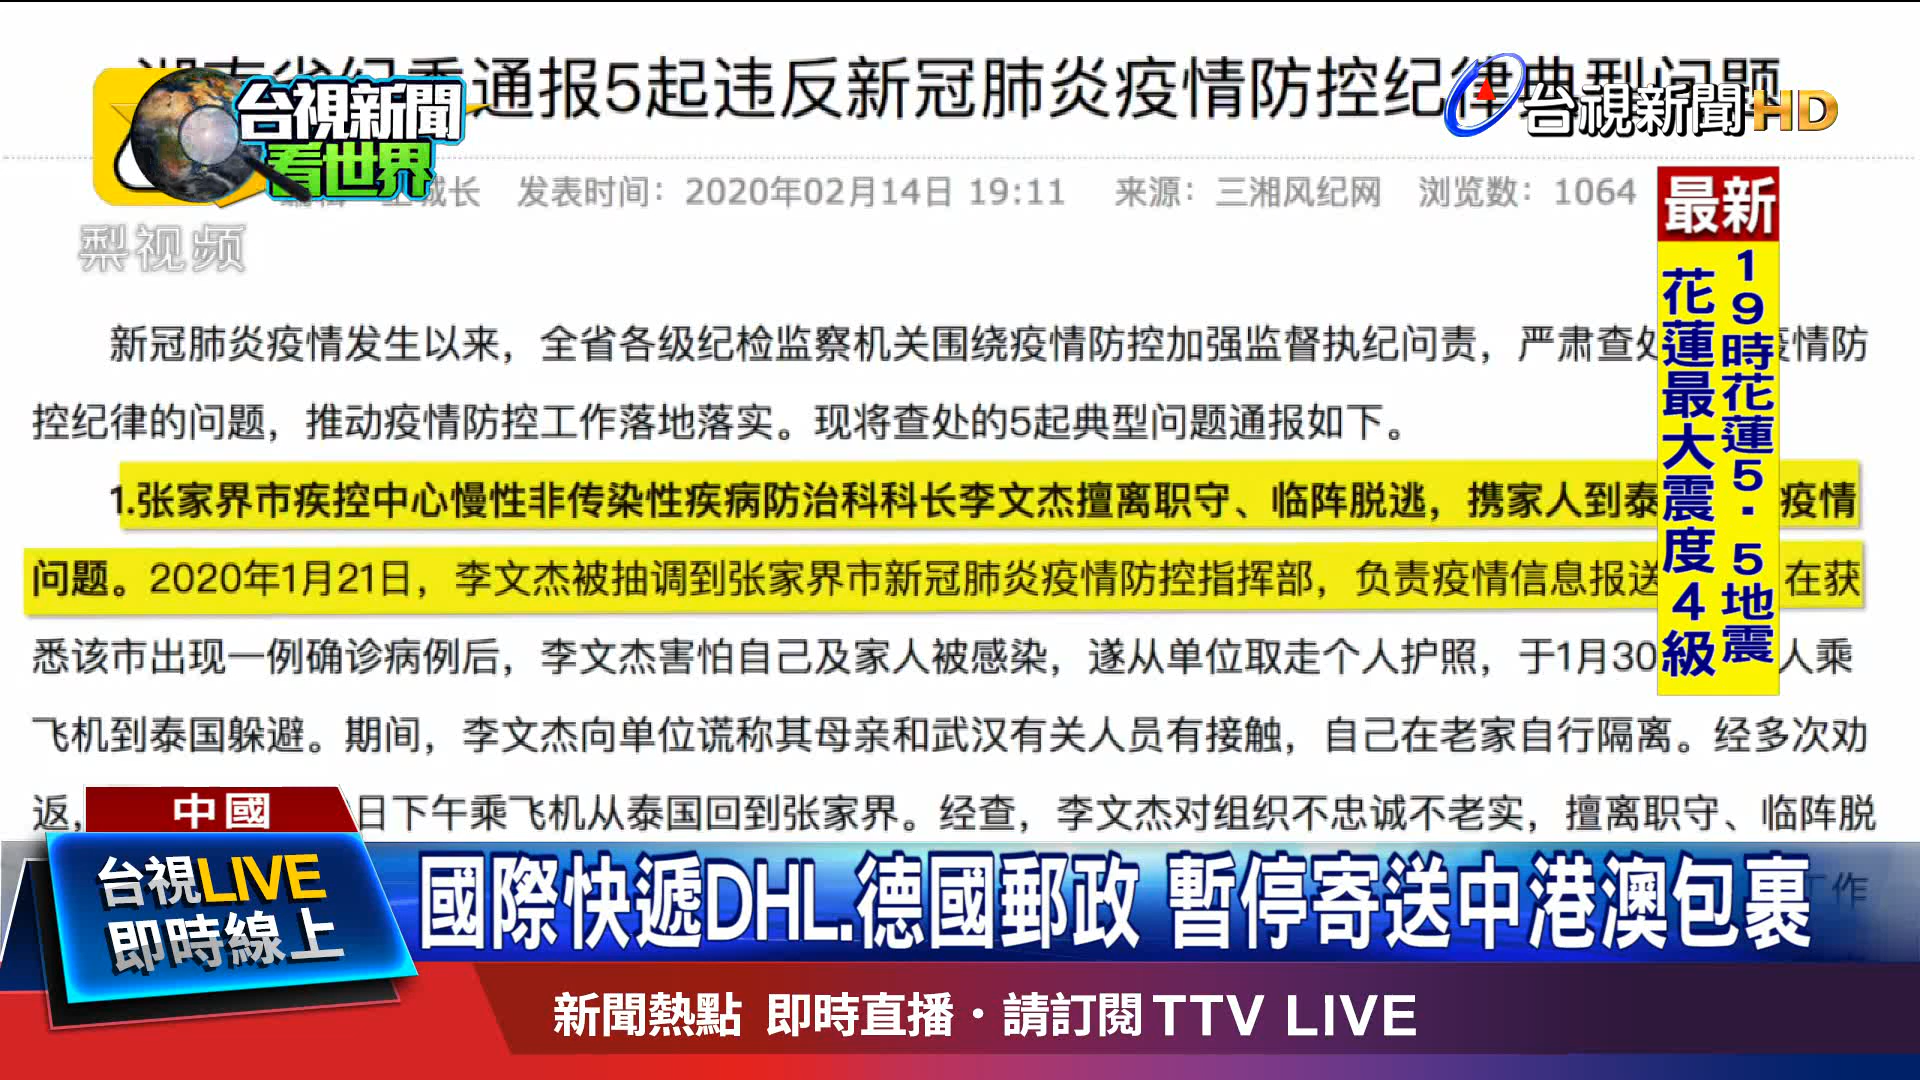 通报5起违反新冠肺炎疫情防控纪律典型问题
台視新聞
看世界
台視新聞HD
发表时间：2020年02月14日 19:11 来源：三湘风纪网 浏览数：1064
梨视频
最新
19時花蓮5.5地震
花蓮最大震度4級
新冠肺炎疫情发生以来，全省各级纪检监察机关围绕疫情防控加强监督执纪问责，严肃查处 疫情防
控纪律的问题，推动疫情防控工作落地落实。现将查处的5起典型问题通报如下。
1.张家界市疾控中心慢性非传染性疾病防治科科长李文杰擅离职守、临阵脱逃，携家人到泰 疫情
问题。2020年1月21日，李文杰被抽调到张家界市新冠肺炎疫情防控指挥部，负责疫情信息报送 在获
悉该市出现一例确诊病例后，李文杰害怕自己及家人被感染，遂从单位取走个人护照，于1月30 人乘
飞机到泰国躲避。期间，李文杰向单位谎称其母亲和武汉有关人员有接触，自己在老家自行隔离。经多次劝
返， 日下午乘飞机从泰国回到张家界。经查，李文杰对组织不忠诚不老实，擅离职守、临阵脱
工作
中國
台視LIVE
即時線上
國際快遞DHL.德國郵政 暫停寄送中港澳包裹
新聞熱點 即時直播・請訂閱TTV LIVE